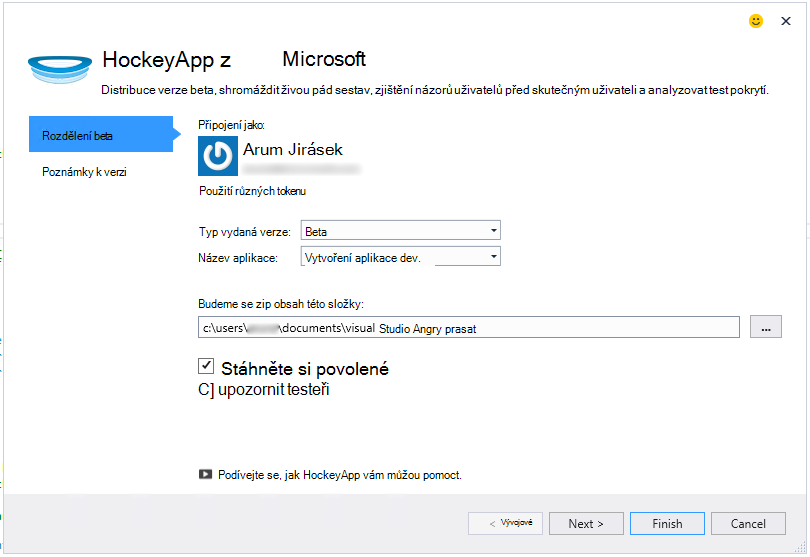 HockeyApp z Microsoft
Distribuce verze beta, shromáždit živou pád sestav, zjištění názorů uživatelů před skutečným uživateli a analyzovat test pokrytí.
Rozdělení beta
Poznámky k verzi
Připojení jako:
Arum Jirásek
Použití různých tokenu
Typ vydaná verze: Beta
Název aplikace: Vytvoření aplikace dev.
Budeme se zip obsah této složky:
c:\users\ \documents\visual Studio Angry prasat ...
Stáhněte si povolené
C] upozornit testeři
Podívejte se, jak HockeyApp vám můžou pomoct.
< Vývojové Next > Finish Cancel